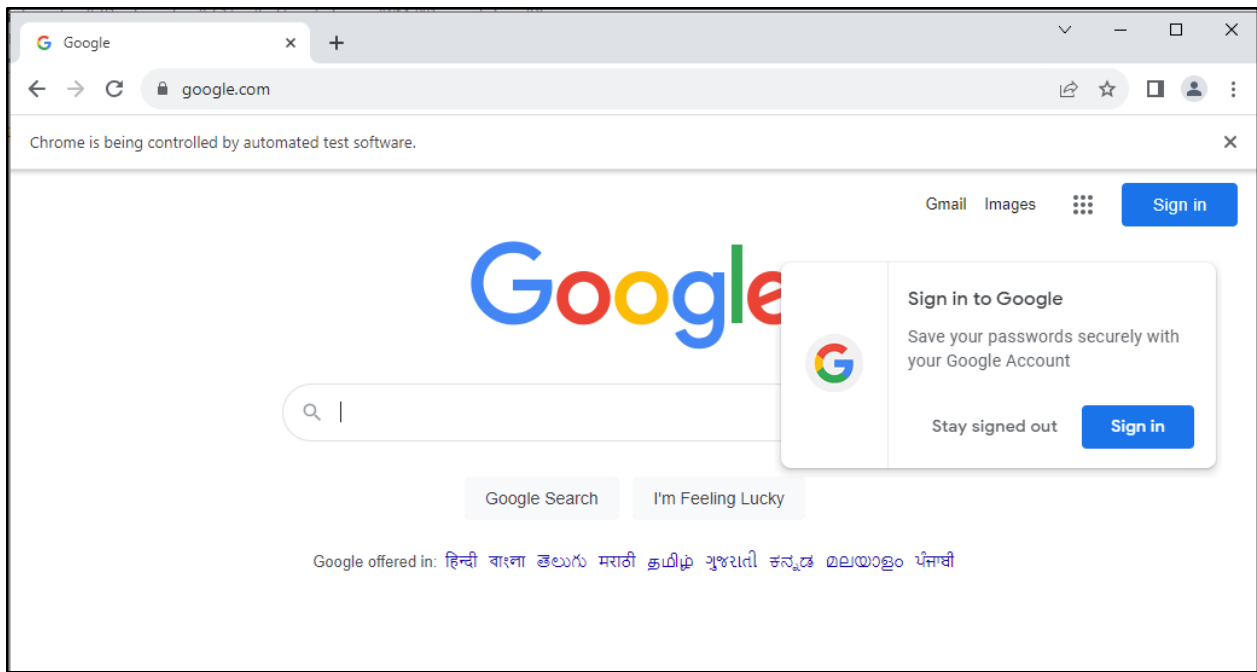 Google
google.com
Chrome is being controlled by automated test software.
Gmail Images
Sign in
Google
Sign in to Google
Save your passwords securely with
your Google Account
Stay signed out Sign in
Google Search I'm Feeling Lucky
Google offered in: हिन्दी বাংলা తెలుగు मराठी தமிழ் ગુજરાતી ಕನ್ನಡ മലയാളം ਪੰਜਾਬੀ